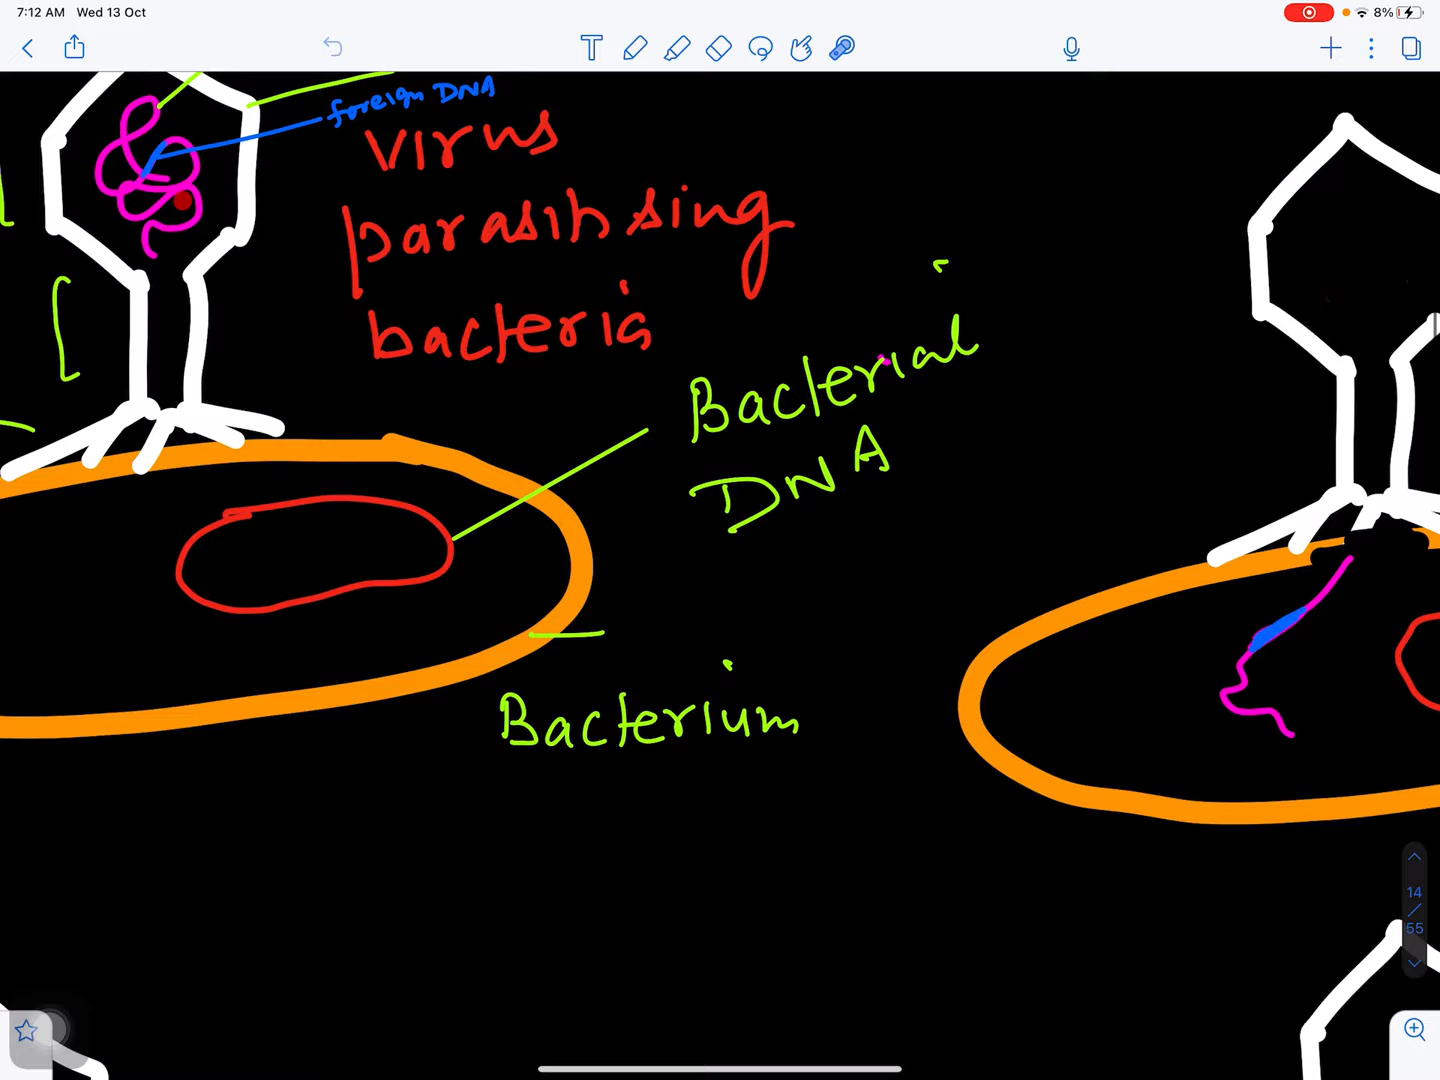 7:12 AM Wed 13 Oct
8%
T
foreign DNA
virus
parasitising
bacteria
Bacterial
DNA
Bacterium
14
/
55